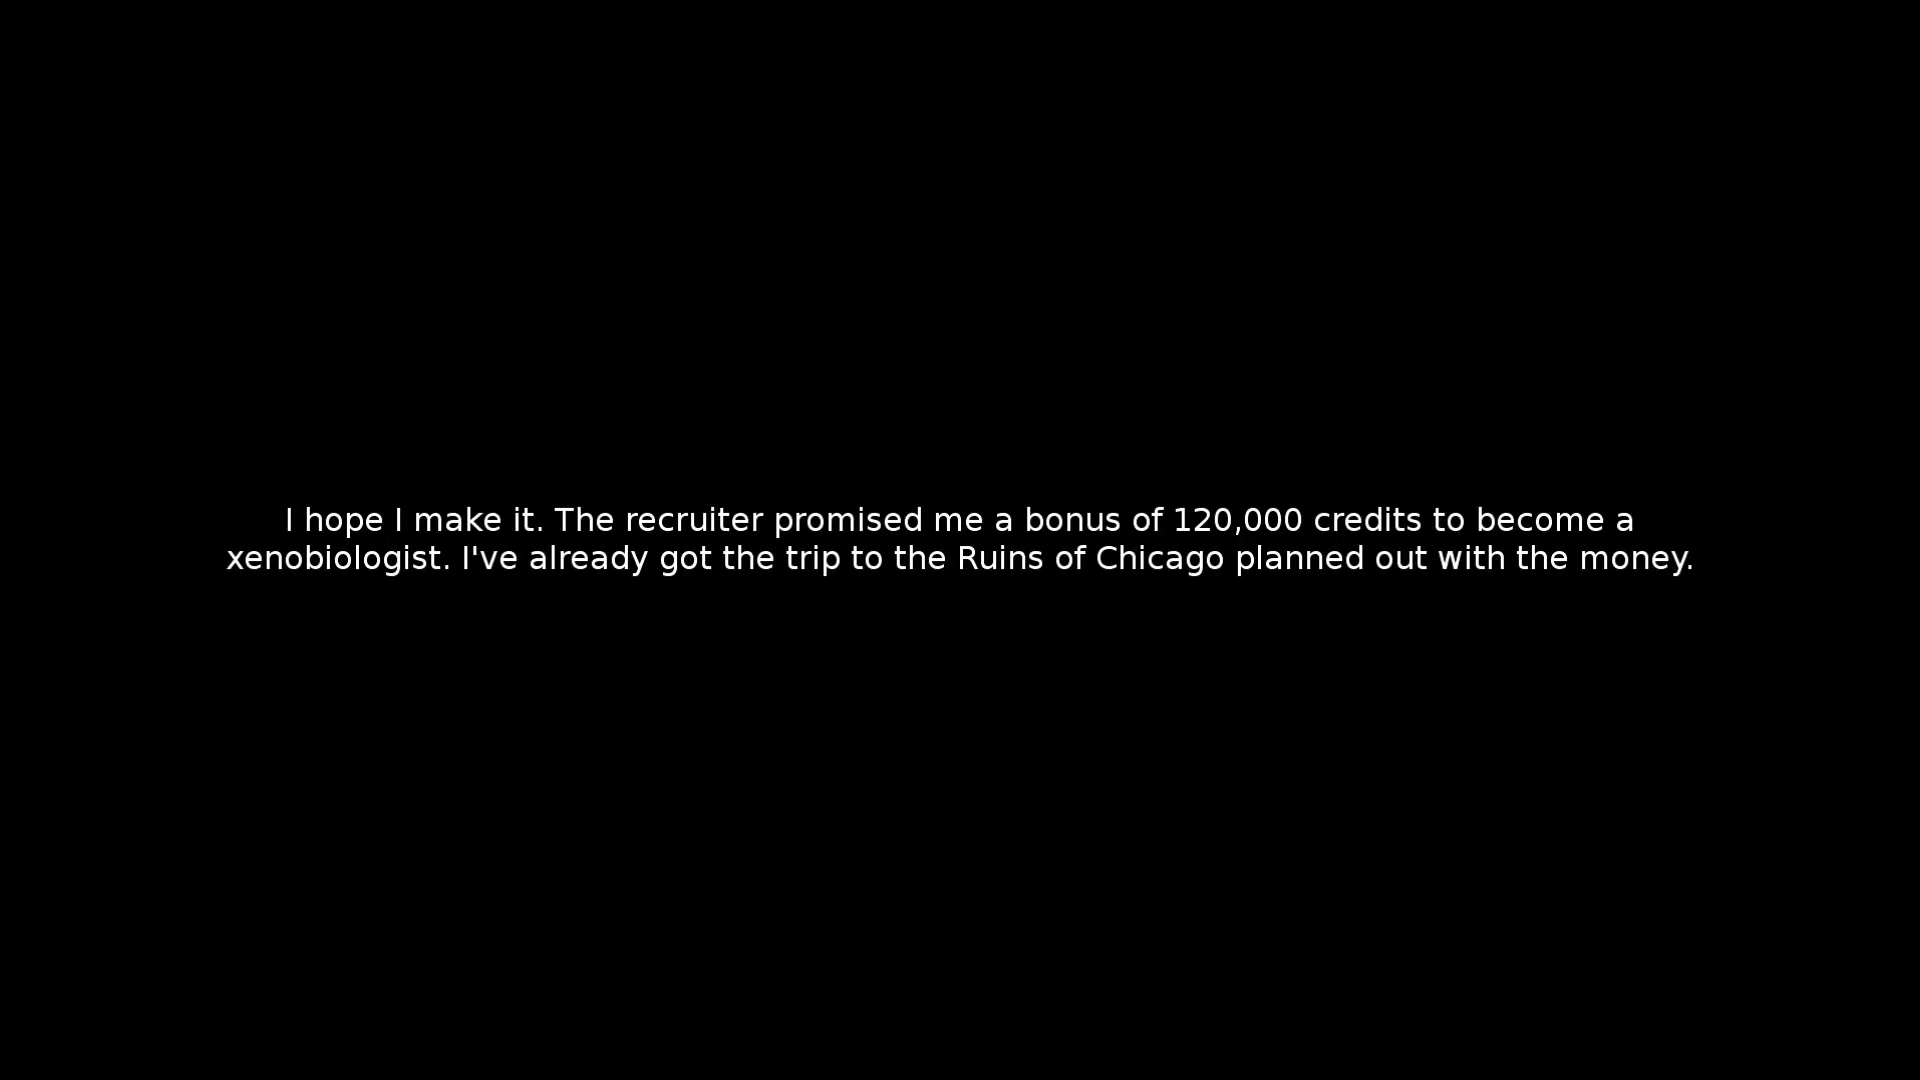 I hope I make it. The recruiter promised me a bonus of 120,000 credits to become a
xenobiologist. I've already got the trip to the Ruins of Chicago planned out with the money.